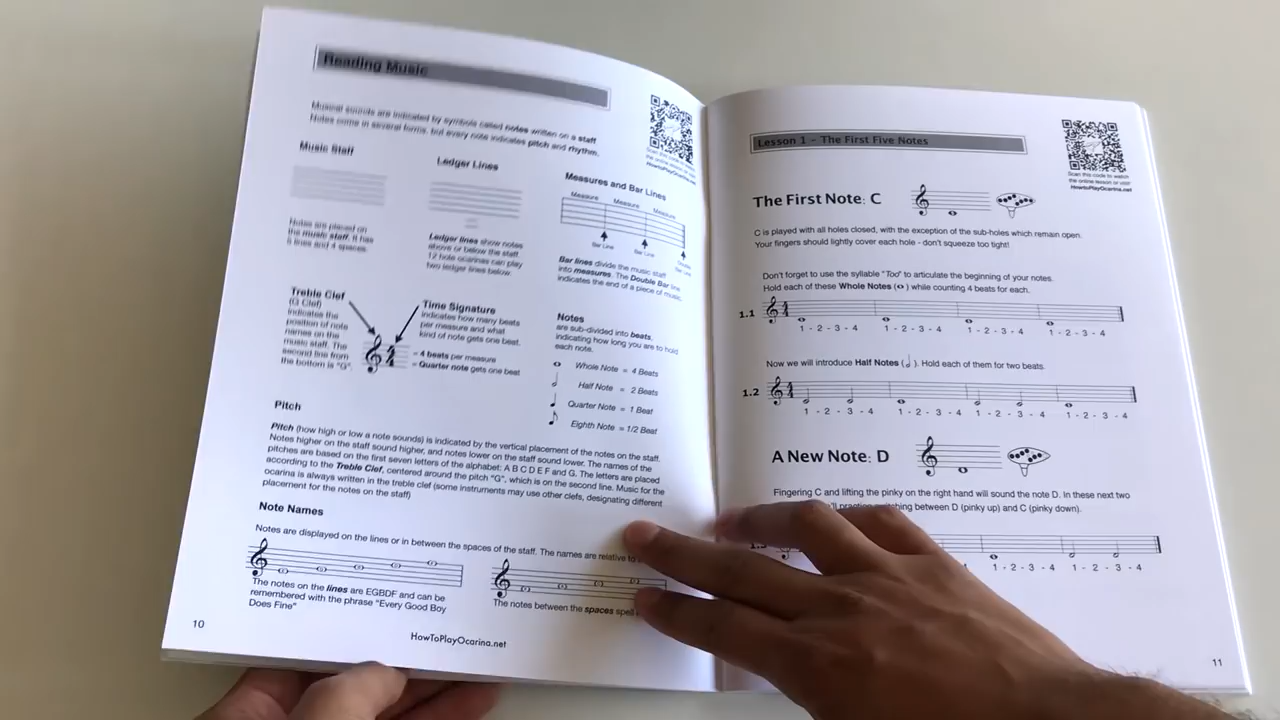 Reading Music
Musical sounds are indicated by symbols called notes written on a staff
Notes come in several forms, but every note indicates pitch and rhythm.
Music Staff
Notes are placed on
the music staff. It has
5 lines and 4 spaces.
Ledger Lines
Ledger lines show notes
above or below the staff.
12 hole ocarinas can play
two ledger lines below.
Measures and Bar Lines
Measure Measure Measure
Bar Line Bar Line Double Bar Line
Bar lines divide the music staff
into measures. The Double Bar line
indicates the end of a piece of music.
Treble Clef
(G Clef)
indicates the
position of note
names on the
music staff. The
second line from
the bottom is "G".
Time Signature
indicates how many beats
per measure and what
kind of note gets one beat.
= 4 beats per measure
= Quarter note gets one beat
Notes
are sub-divided into beats,
indicating how long you are to hold
each note.
Whole Note = 4 Beats
Half Note = 2 Beats
Quarter Note = 1 Beat
Eighth Note = 1/2 Beat
Pitch
Pitch (how high or low a note sounds) is indicated by the vertical placement of the notes on the staff.
Notes higher on the staff sound higher, and notes lower on the staff sound lower. The names of the
pitches are based on the first seven letters of the alphabet: A B C D E F and G. The letters are placed
according to the Treble Clef, centered around the pitch "G", which is on the second line. Music for the
ocarina is always written in the treble clef (some instruments may use other clefs, designating different
placement for the notes on the staff)
Note Names
Notes are displayed on the lines or in between the spaces of the staff. The names are relative to
The notes on the lines are EGBDF and can be
remembered with the phrase "Every Good Boy
Does Fine"
The notes between the spaces spell
10
HowToPlayOcarina.net
Lesson 1 – The First Five Notes
Scan this code to watch
the online lesson or visit
HowtoPlayOcarina.net
The First Note: C
C is played with all holes closed, with the exception of the sub-holes which remain open.
Your fingers should lightly cover each hole - don't squeeze too tight!
Don't forget to use the syllable "Too" to articulate the beginning of your notes.
Hold each of these Whole Notes (𝅝) while counting 4 beats for each.
1.1
1 - 2 - 3 - 4 1 - 2 - 3 - 4 1 - 2 - 3 - 4 1 - 2 - 3 - 4
Now we will introduce Half Notes (𝅗𝅥). Hold each of them for two beats.
1.2
1 - 2 - 3 - 4 1 - 2 - 3 - 4 1 - 2 - 3 - 4 1 - 2 - 3 - 4
A New Note: D
Fingering C and lifting the pinky on the right hand will sound the note D. In these next two
practice switching between D (pinky up) and C (pinky down).
4 1 - 2 - 3 - 4 1 - 2 - 3 - 4
11